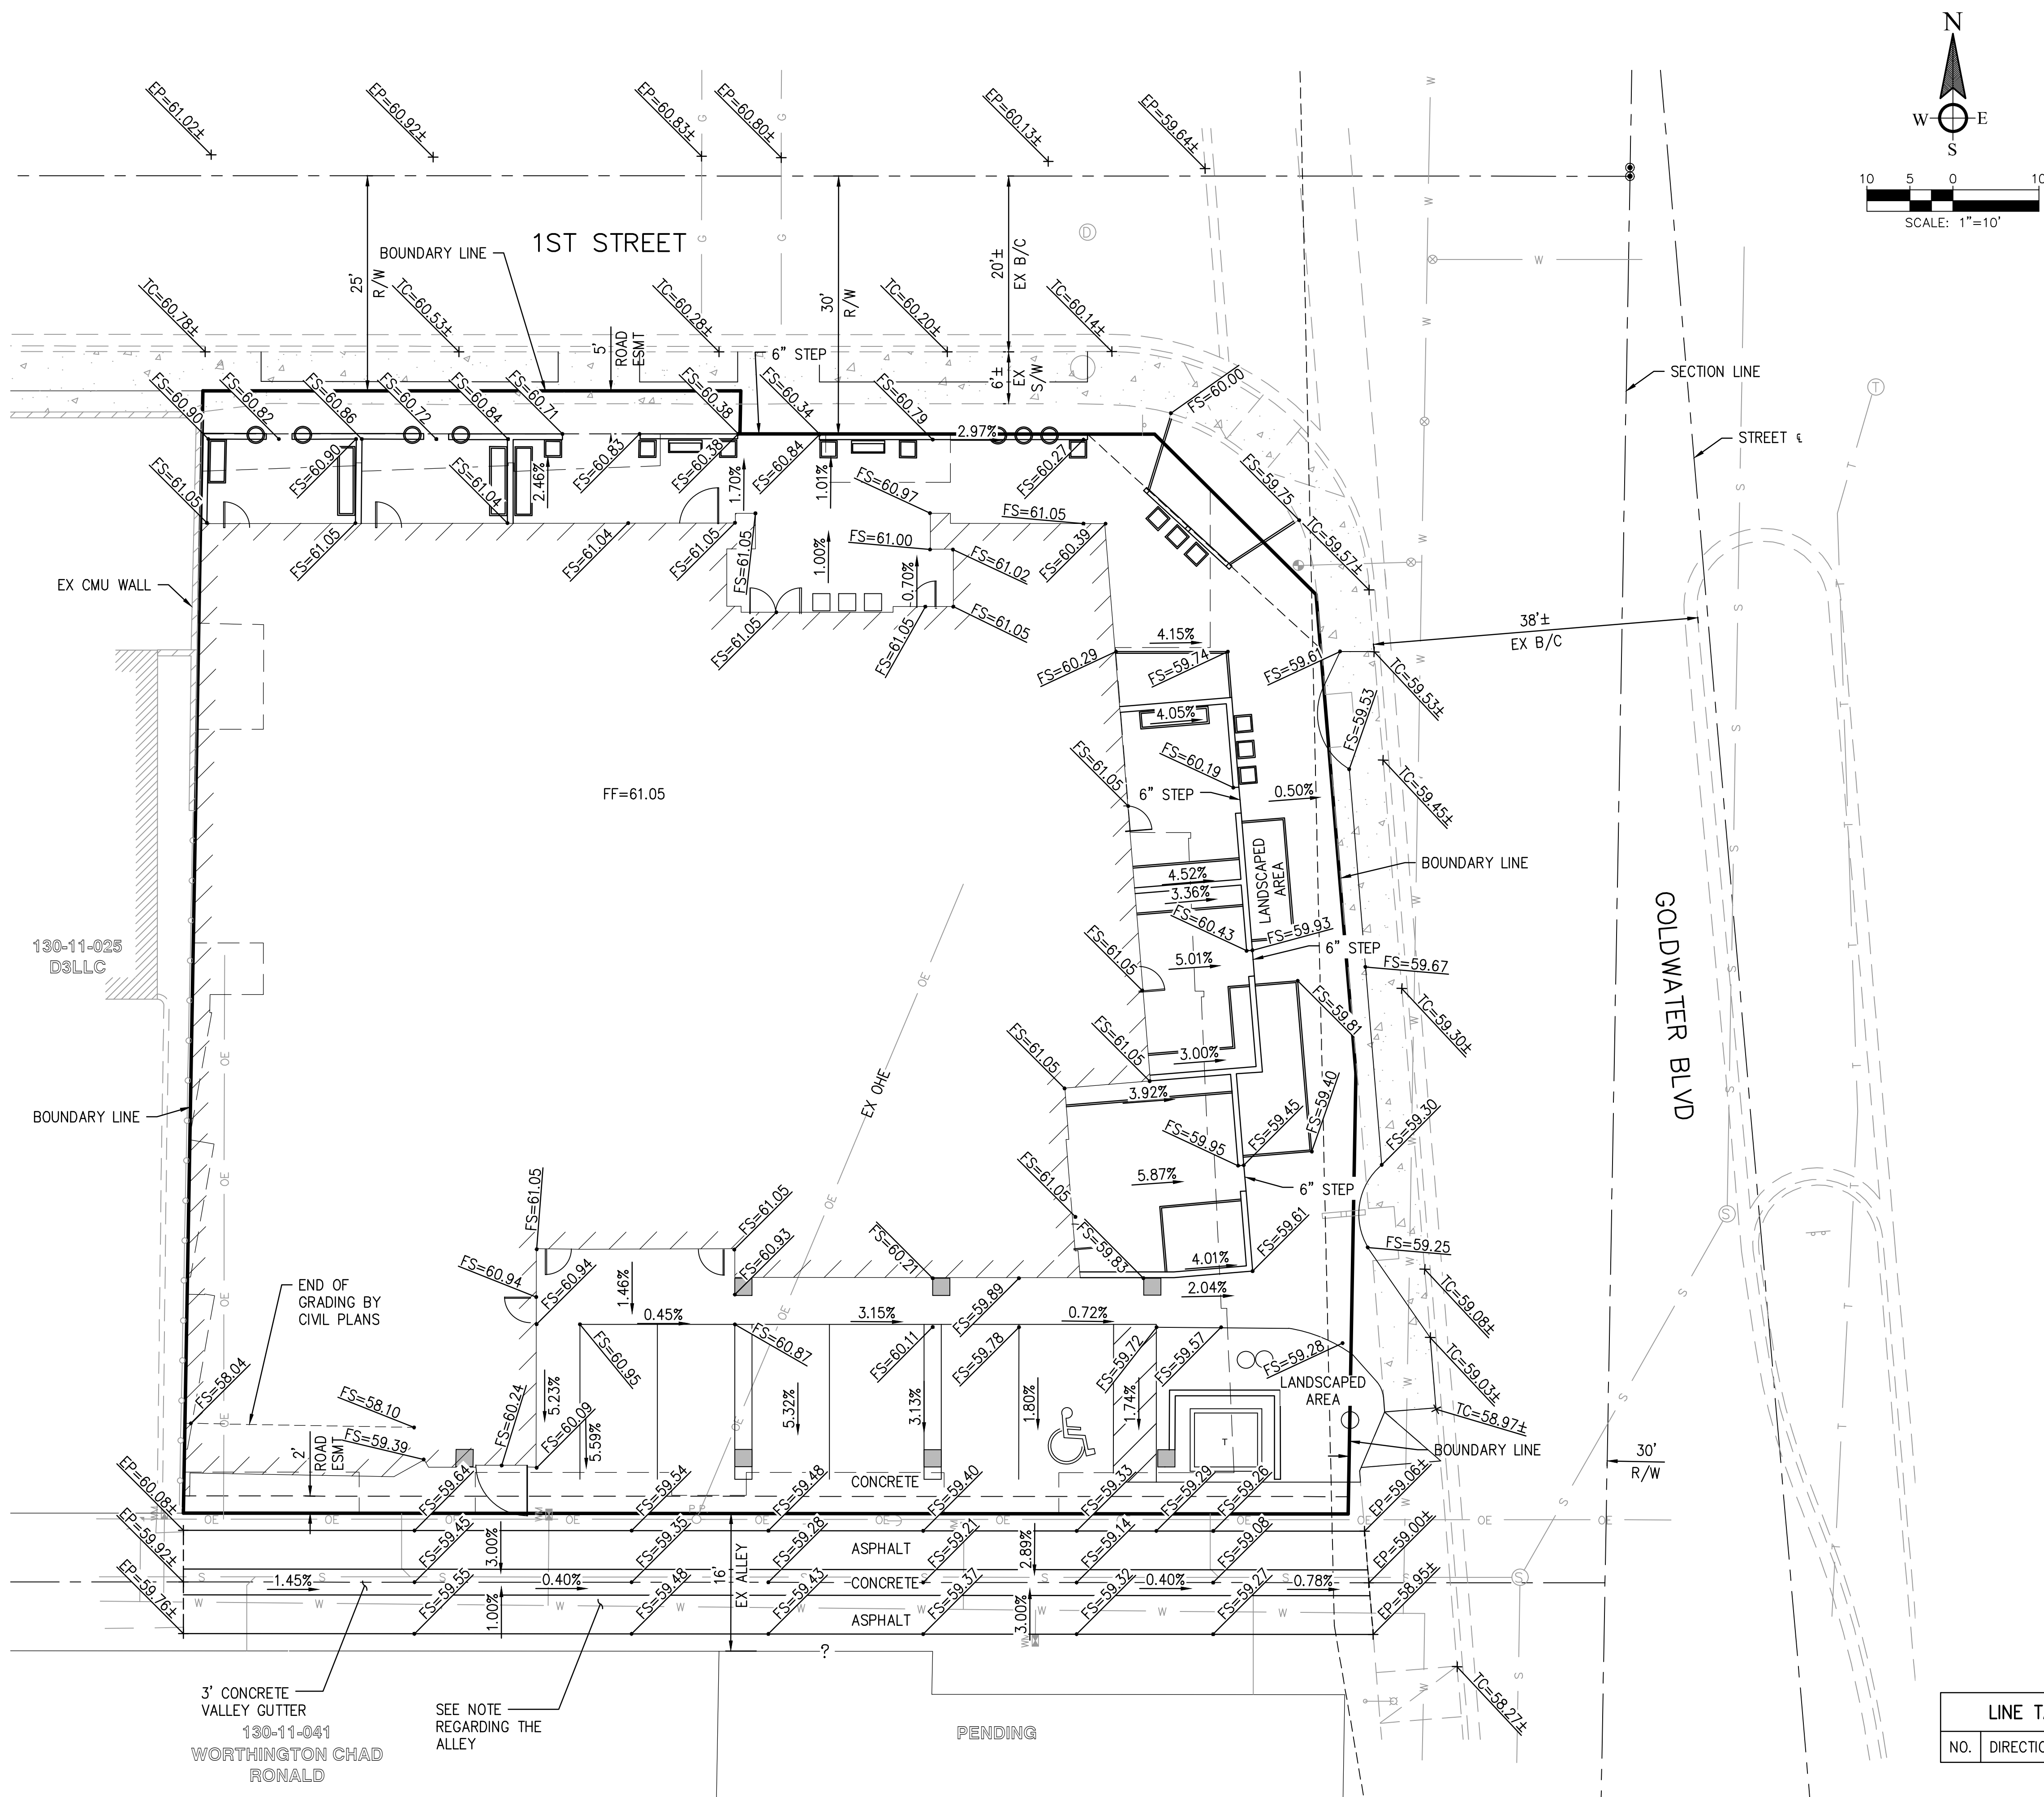 N
W
E
S
10 5 0 10
SCALE: 1"=10'
EP=61.02±
EP=60.92±
EP=60.83±
EP=60.80±
EP=60.13±
EP=59.64±
G
G
W
1ST STREET
BOUNDARY LINE
25'
R/W
30'
R/W
20'±
EX B/C
D
TC=60.78±
TC=60.53±
TC=60.28±
TC=60.20±
TC=60.14±
5'
ROAD
ESMT
6" STEP
6'±
EX
S/W
SECTION LINE
STREET ℄
T
FS=60.90
FS=60.82
FS=60.86
FS=60.72
FS=60.84
FS=60.71
FS=60.38
FS=60.34
FS=60.79
2.97%
FS=60.00
FS=59.75
TC=59.57±
FS=61.05
FS=60.90
FS=61.04
2.46%
FS=60.83
FS=60.38
1.70%
FS=60.84
1.01%
FS=60.97
FS=60.27
FS=61.05
FS=61.05
FS=61.04
FS=61.05
FS=61.05
1.00%
FS=61.00
0.70%
FS=61.02
FS=60.39
FS=61.05
FS=61.05
FS=61.05
EX CMU WALL
38'±
EX B/C
4.15%
FS=60.29
FS=59.74
FS=59.61
TC=59.53±
4.05%
FS=59.53
FS=61.05
FS=60.19
6" STEP
0.50%
TC=59.45±
FF=61.05
LANDSCAPED
AREA
BOUNDARY LINE
4.52%
3.36%
FS=60.43
FS=59.93
6" STEP
FS=61.05
5.01%
FS=59.67
GOLDWATER BLVD
130-11-025
D3LLC
OE
FS=59.81
TC=59.30±
FS=61.05
FS=61.05
3.00%
EX OHE
3.92%
FS=59.40
FS=59.45
FS=59.95
FS=59.30
BOUNDARY LINE
5.87%
6" STEP
FS=61.05
FS=61.05
FS=61.05
FS=60.93
FS=60.21
FS=59.83
FS=59.61
4.01%
FS=59.25
FS=60.94
FS=60.94
1.46%
FS=59.89
2.04%
TC=59.08±
END OF
GRADING BY
CIVIL PLANS
0.45%
3.15%
0.72%
FS=60.95
FS=60.87
FS=60.11
FS=59.78
FS=59.72
FS=59.57
FS=59.28
TC=59.03±
LANDSCAPED
AREA
FS=58.04
FS=58.10
FS=60.24
5.23%
FS=60.09
5.59%
5.32%
3.13%
1.80%
1.74%
TC=58.97±
FS=59.39
T
BOUNDARY LINE
30'
R/W
2'
ROAD
ESMT
CONCRETE
EP=60.08±
FS=59.64
FS=59.54
FS=59.48
FS=59.40
FS=59.33
FS=59.29
FS=59.26
EP=59.06±
EP=59.92±
FS=59.45
3.00%
FS=59.35
FS=59.28
ASPHALT
FS=59.21
2.89%
FS=59.14
FS=59.08
EP=59.00±
1.45%
0.40%
CONCRETE
0.40%
0.78%
EP=59.76±
FS=59.55
1.00%
FS=59.48
16'
EX ALLEY
FS=59.43
ASPHALT
FS=59.37
3.00%
FS=59.32
FS=59.27
EP=58.95±
?
3' CONCRETE
VALLEY GUTTER
SEE NOTE
REGARDING THE
ALLEY
130-11-041
WORTHINGTON CHAD
RONALD
PENDING
TC=58.27±
LINE T
NO. DIRECTIO